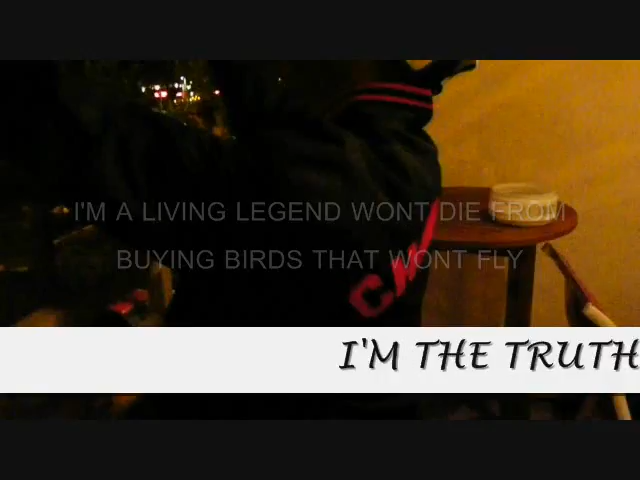 I'M A LIVING LEGEND WONT DIE FROM
BUYING BIRDS THAT WONT FLY
I'M THE TRUTH